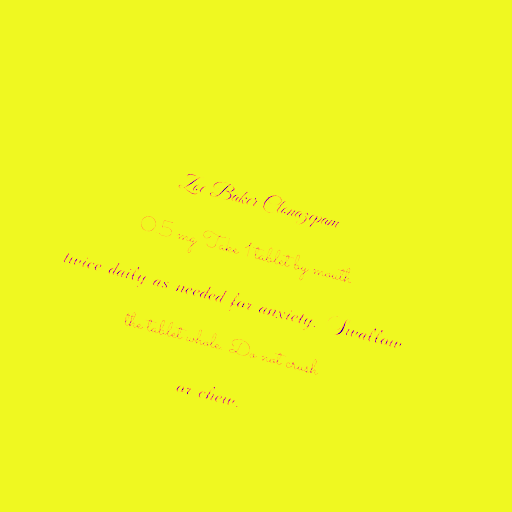 Zoe Baker Clonazepam
0.5 mg Take 1 tablet by mouth
twice daily as needed for anxiety. Swallow
the tablet whole. Do not crush
or chew.